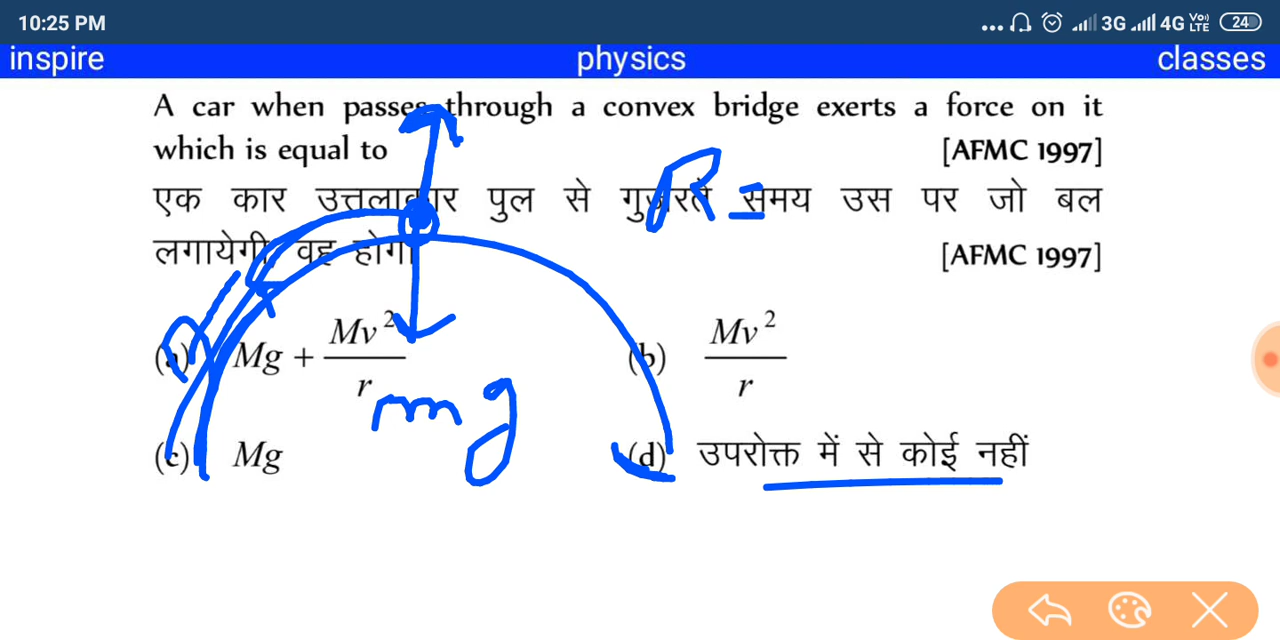 10:25 PM ... 3G 4G Vo) LTE 24
inspire physics classes
A car when passes through a convex bridge exerts a force on it
which is equal to [AFMC 1997]
एक कार उत्तलाकार पुल से गुजरते समय उस पर जो बल
लगायेगी वह होगा [AFMC 1997]
R =
(a) Mg + Mv²/r (b) Mv²/r
mg
(c) Mg (d) उपरोक्त में से कोई नहीं